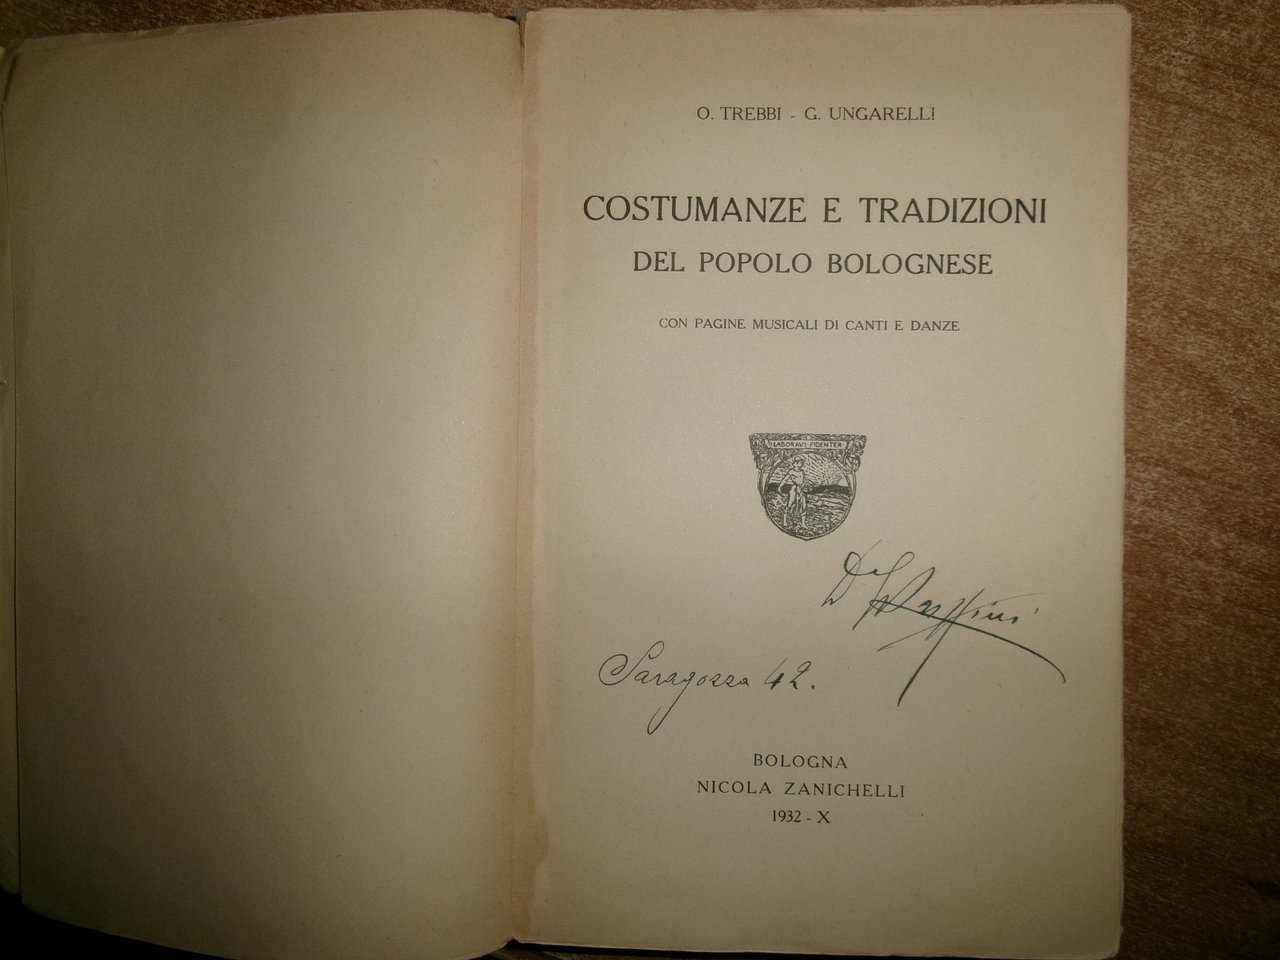 O. TREBBI - G. UNGARELLI
COSTUMANZE E TRADIZIONI
DEL POPOLO BOLOGNESE
CON PAGINE MUSICALI DI CANTI E DANZE
LABORAVI FIDENTER
Saragozza 42.
BOLOGNA
NICOLA ZANICHELLI
1932 - X